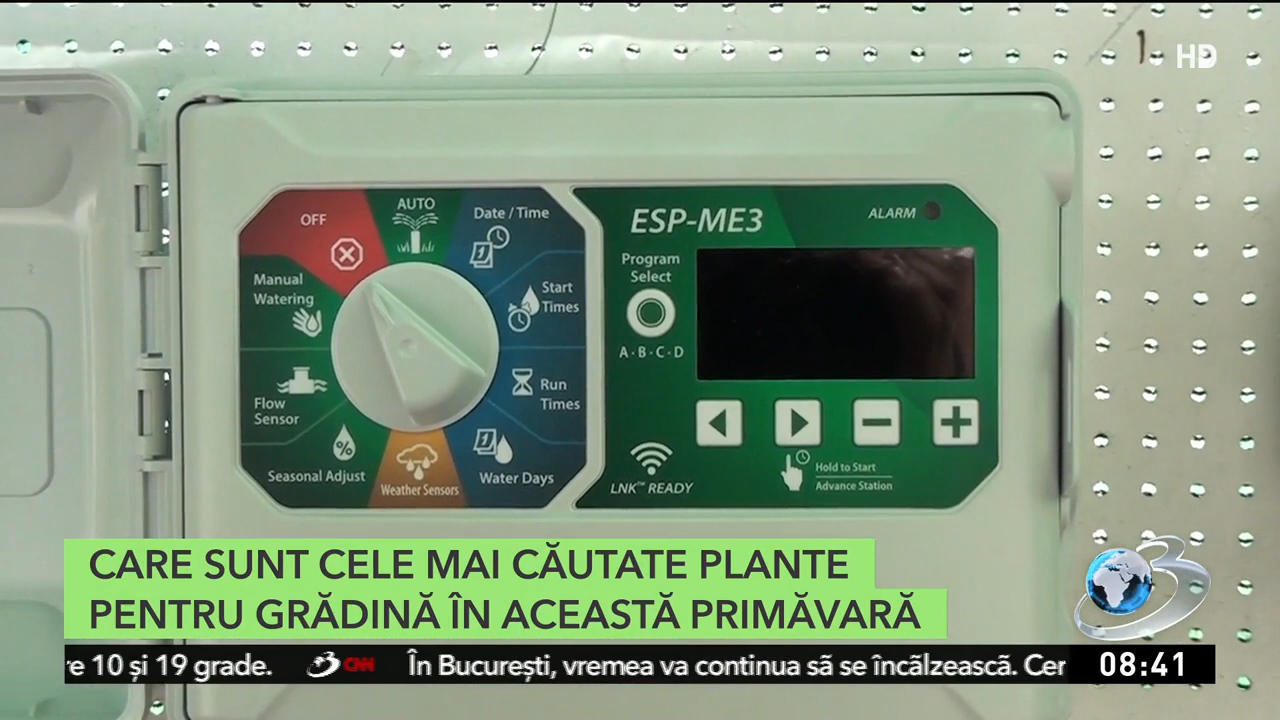 HD
OFF
AUTO
Date / Time
Manual
Watering
Start
Times
Flow
Sensor
Run
Times
Seasonal Adjust
Weather Sensors
Water Days
ESP-ME3
ALARM
Program
Select
A · B · C · D
LNK™ READY
Hold to Start
Advance Station
CARE SUNT CELE MAI CĂUTATE PLANTE
PENTRU GRĂDINĂ ÎN ACEASTĂ PRIMĂVARĂ
re 10 și 19 grade. 3 CNN În București, vremea va continua să se încălzească. Cer 08:41